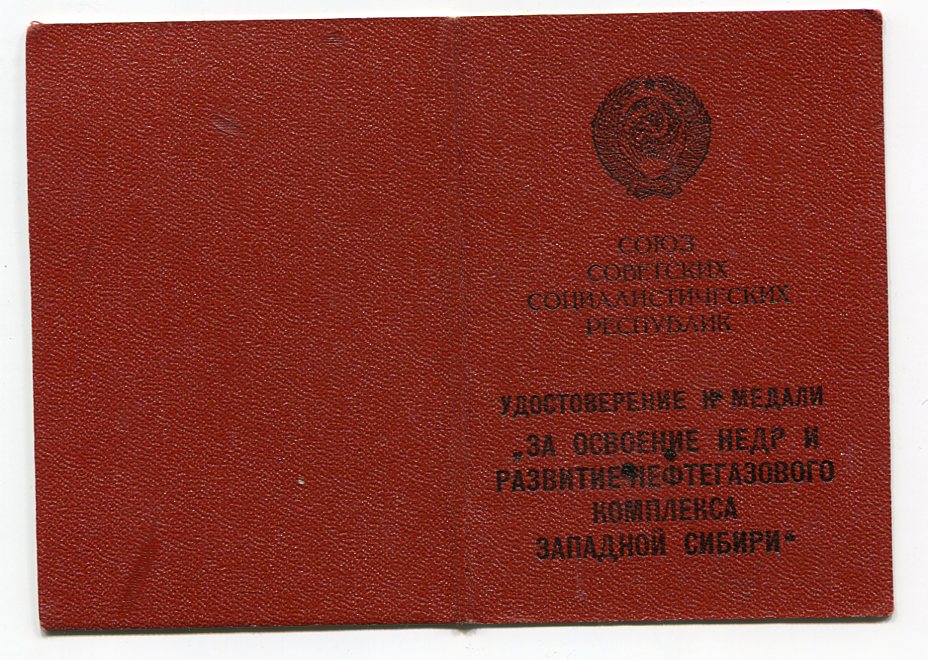 СОЮЗ
СОВЕТСКИХ
СОЦИАЛИСТИЧЕСКИХ
РЕСПУБЛИК
УДОСТОВЕРЕНИЕ К МЕДАЛИ
„ЗА ОСВОЕНИЕ НЕДР И
РАЗВИТИЕ НЕФТЕГАЗОВОГО
КОМПЛЕКСА
ЗАПАДНОЙ СИБИРИ“